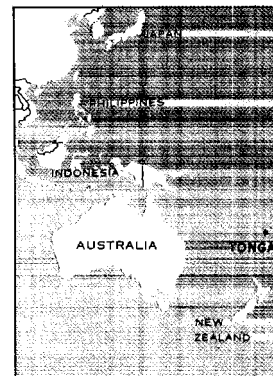 JAPAN
PHILIPPINES
INDONESIA
AUSTRALIA
TONGA
NEW
ZEALAND